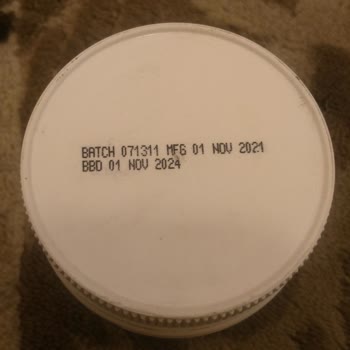 BATCH 071311 MFG 01 NOV 2021
BBD 01 NOV 2024